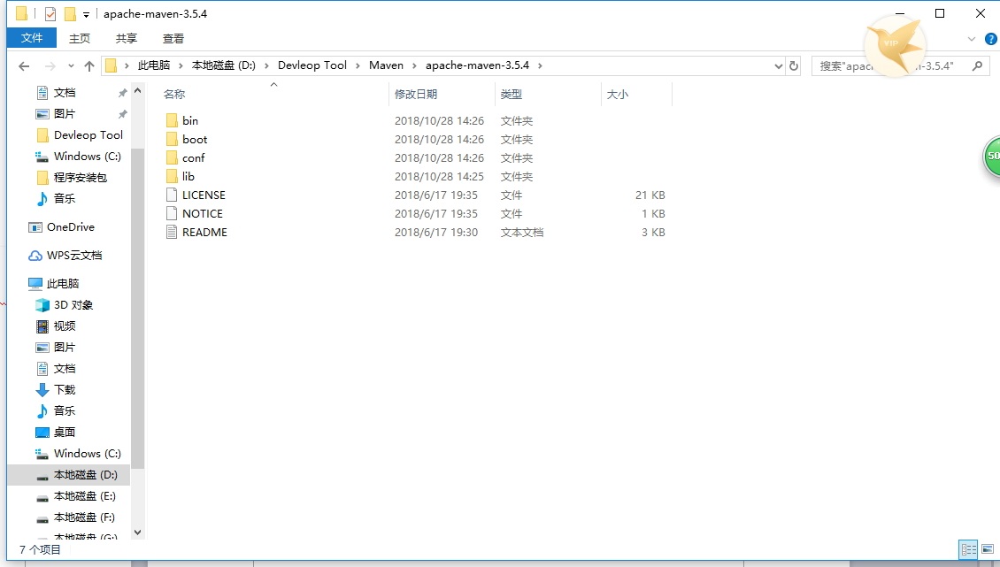 apache-maven-3.5.4
文件 主页 共享 查看
VIP
此电脑 本地磁盘 (D:) Devleop Tool Maven apache-maven-3.5.4
搜索"apac n-3.5.4"
名称 修改日期 类型 大小
文档
图片
Devleop Tool
Windows (C:)
程序安装包
音乐
OneDrive
WPS云文档
此电脑
3D 对象
视频
图片
文档
下载
音乐
桌面
Windows (C:)
本地磁盘 (D:)
本地磁盘 (E:)
本地磁盘 (F:)
本地磁盘 (G:)
bin 2018/10/28 14:26 文件夹
boot 2018/10/28 14:26 文件夹
conf 2018/10/28 14:26 文件夹
lib 2018/10/28 14:25 文件夹
LICENSE 2018/6/17 19:35 文件 21 KB
NOTICE 2018/6/17 19:35 文件 1 KB
README 2018/6/17 19:30 文本文档 3 KB
50
7 个项目